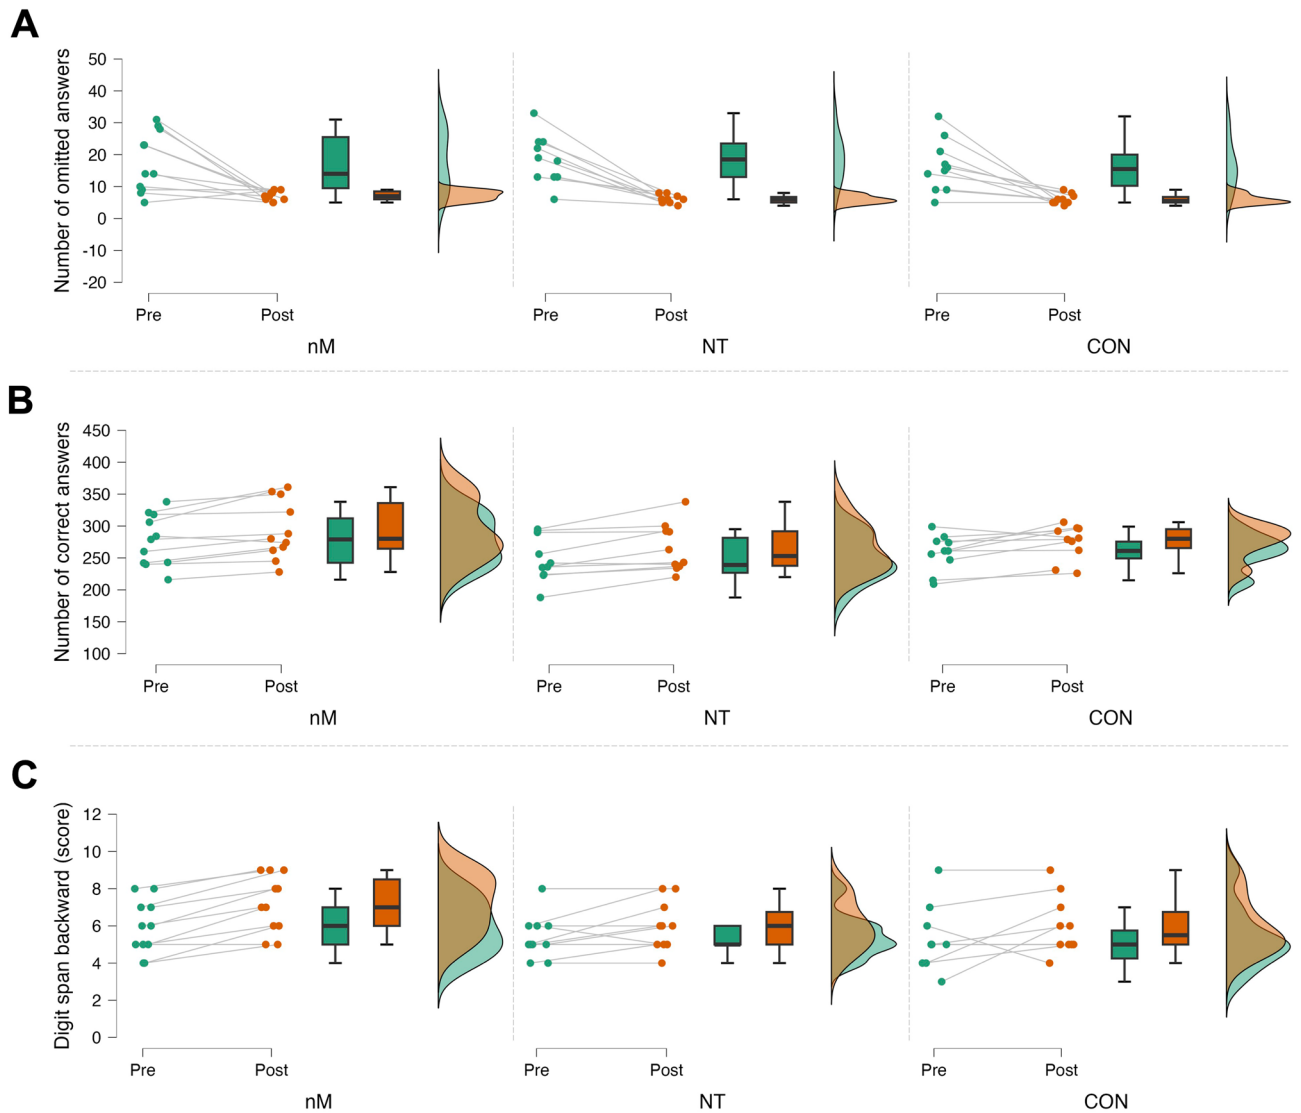 A
Number of omitted answers
50
40
30
20
10
0
-10
-20
Pre Post Pre Post Pre Post
nM NT CON
B
Number of correct answers
450
400
350
300
250
200
150
100
Pre Post Pre Post Pre Post
nM NT CON
C
Digit span backward (score)
12
10
8
6
4
2
0
Pre Post Pre Post Pre Post
nM NT CON